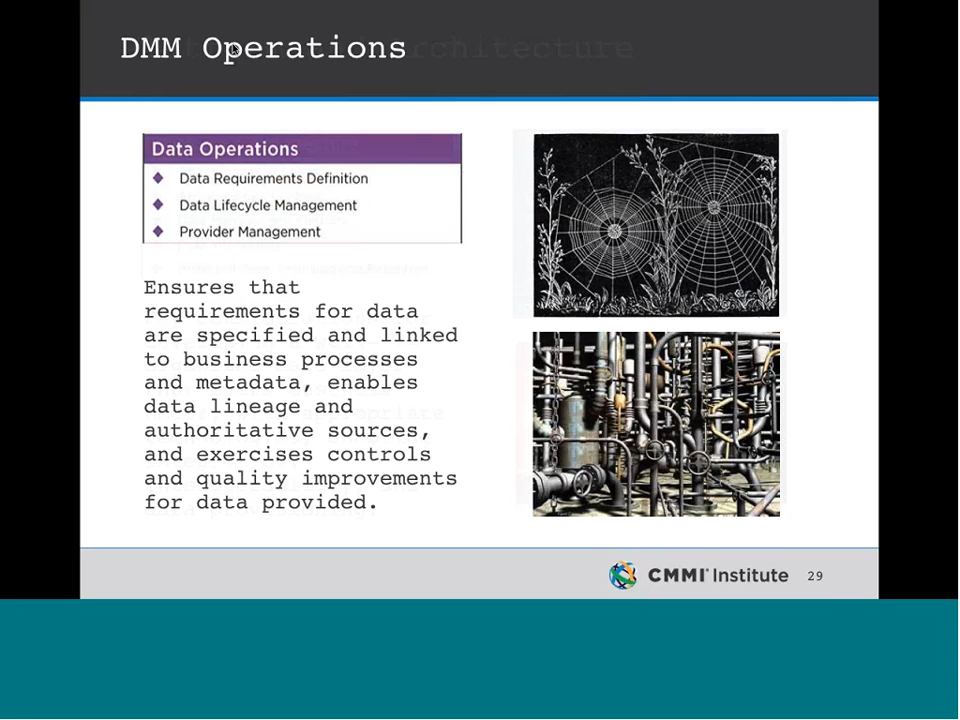 DMM Operations
Data Operations
Data Requirements Definition
Data Lifecycle Management
Provider Management
Ensures that
requirements for data
are specified and linked
to business processes
and metadata, enables
data lineage and
authoritative sources,
and exercises controls
and quality improvements
for data provided.
CMMI® Institute
29